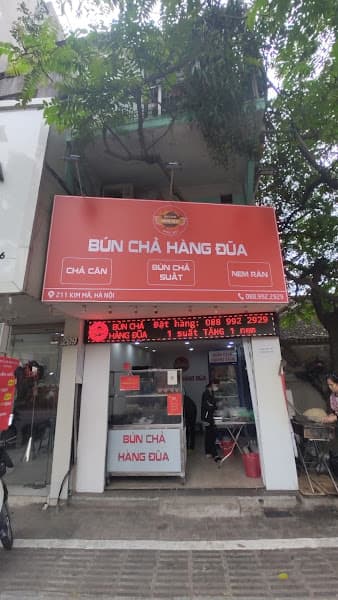 BÚN CHẢ HÀNG ĐŨA
CHẢ CÂN
BÚN CHẢ
SUẤT
NEM RÁN
211 KIM MÃ, HÀ NỘI
088.992.2929
BÚN CHẢ
HÀNG ĐŨA
Đặt hàng: 088 992 2929
1 suất TẶNG 1
BÚN CHẢ
HÀNG ĐŨA